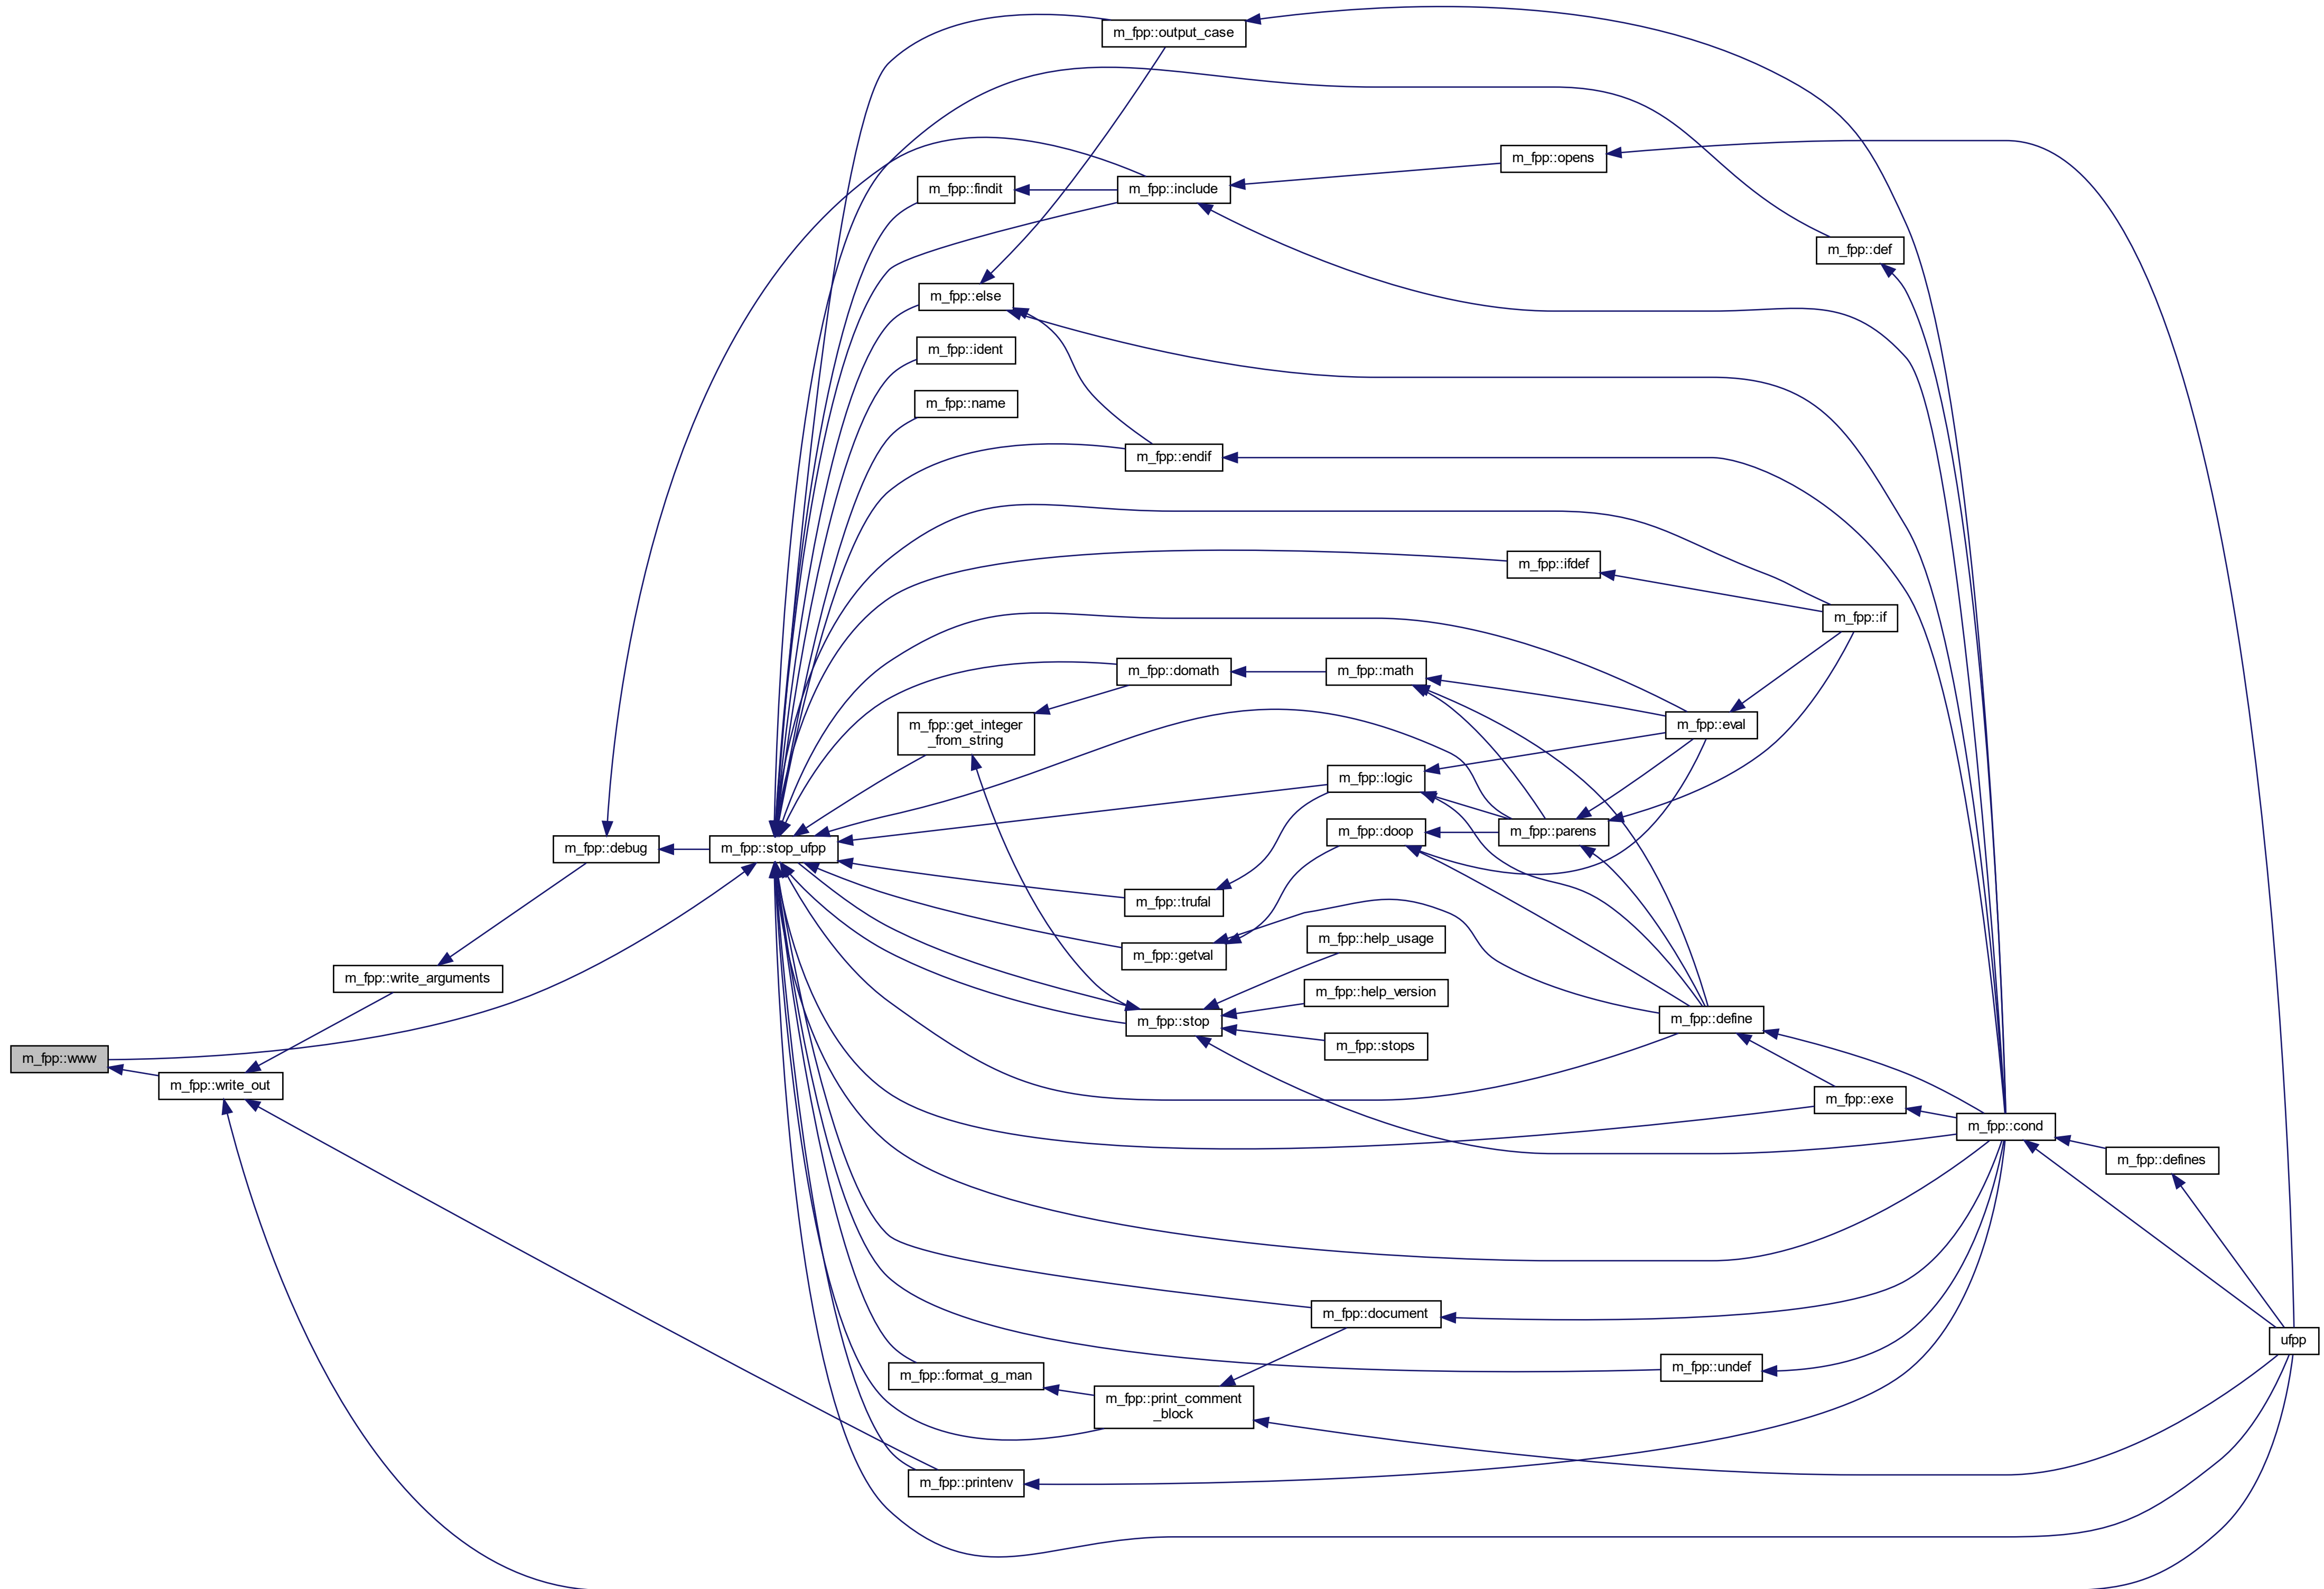 m_fpp::output_case
m_fpp::opens
m_fpp::findit
m_fpp::include
m_fpp::def
m_fpp::else
m_fpp::ident
m_fpp::name
m_fpp::endif
m_fpp::ifdef
m_fpp::if
m_fpp::domath
m_fpp::math
m_fpp::get_integer
_from_string
m_fpp::eval
m_fpp::logic
m_fpp::doop
m_fpp::parens
m_fpp::debug
m_fpp::stop_ufpp
m_fpp::trufal
m_fpp::help_usage
m_fpp::getval
m_fpp::write_arguments
m_fpp::help_version
m_fpp::stop
m_fpp::define
m_fpp::stops
m_fpp::www
m_fpp::write_out
m_fpp::exe
m_fpp::cond
m_fpp::defines
m_fpp::document
ufpp
m_fpp::undef
m_fpp::format_g_man
m_fpp::print_comment
_block
m_fpp::printenv